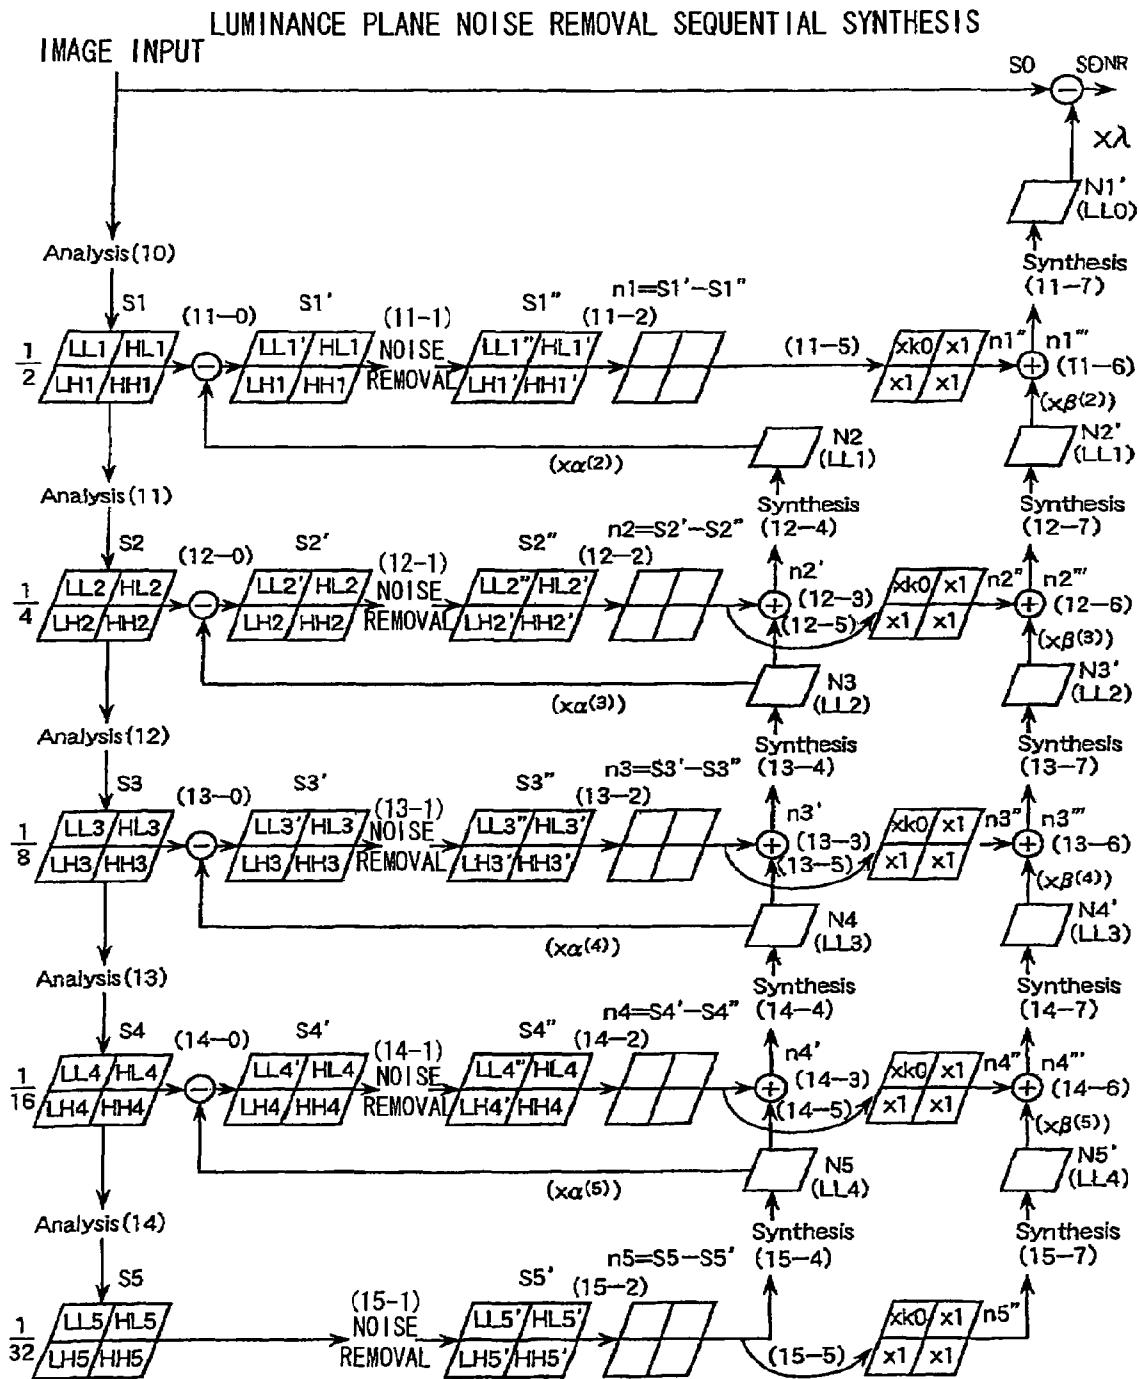 LUMINANCE PLANE NOISE REMOVAL SEQUENTIAL SYNTHESIS
IMAGE INPUT
S0
S0NR
xλ
N1'
(LL0)
Analysis(10)
Synthesis
(11-7)
S1
(11-0)
S1'
(11-1)
S1"
n1=S1'-S1"
(11-2)
1/2
LL1 HL1
LH1 HH1
LL1' HL1
LH1 HH1
NOISE
REMOVAL
LL1" HL1'
LH1' HH1'
(11-5)
xk0 x1
x1 x1
n1"
n1'''
(11-6)
(xα(2))
N2
(LL1)
(xβ(2))
N2'
(LL1)
Analysis(11)
Synthesis
(12-4)
Synthesis
(12-7)
S2
(12-0)
S2'
(12-1)
S2"
n2=S2'-S2"
(12-2)
1/4
LL2 HL2
LH2 HH2
LL2' HL2
LH2 HH2
NOISE
REMOVAL
LL2" HL2'
LH2' HH2'
n2'
(12-3)
(12-5)
xk0 x1
x1 x1
n2"
n2'''
(12-6)
(xα(3))
N3
(LL2)
(xβ(3))
N3'
(LL2)
Analysis(12)
Synthesis
(13-4)
Synthesis
(13-7)
S3
(13-0)
S3'
(13-1)
S3"
n3=S3'-S3"
(13-2)
1/8
LL3 HL3
LH3 HH3
LL3' HL3
LH3 HH3
NOISE
REMOVAL
LL3" HL3'
LH3' HH3'
n3'
(13-3)
(13-5)
xk0 x1
x1 x1
n3"
n3'''
(13-6)
(xα(4))
N4
(LL3)
(xβ(4))
N4'
(LL3)
Analysis(13)
Synthesis
(14-4)
Synthesis
(14-7)
S4
(14-0)
S4'
(14-1)
S4"
n4=S4'-S4"
(14-2)
1/16
LL4 HL4
LH4 HH4
LL4' HL4
LH4 HH4
NOISE
REMOVAL
LL4" HL4
LH4' HH4
n4'
(14-3)
(14-5)
xk0 x1
x1 x1
n4"
n4'''
(14-6)
(xα(5))
N5
(LL4)
(xβ(5))
N5'
(LL4)
Analysis(14)
Synthesis
(15-4)
Synthesis
(15-7)
S5
(15-1)
S5'
n5=S5-S5'
(15-2)
1/32
LL5 HL5
LH5 HH5
NOISE
REMOVAL
LL5' HL5'
LH5' HH5'
(15-5)
xk0 x1
x1 x1
n5"